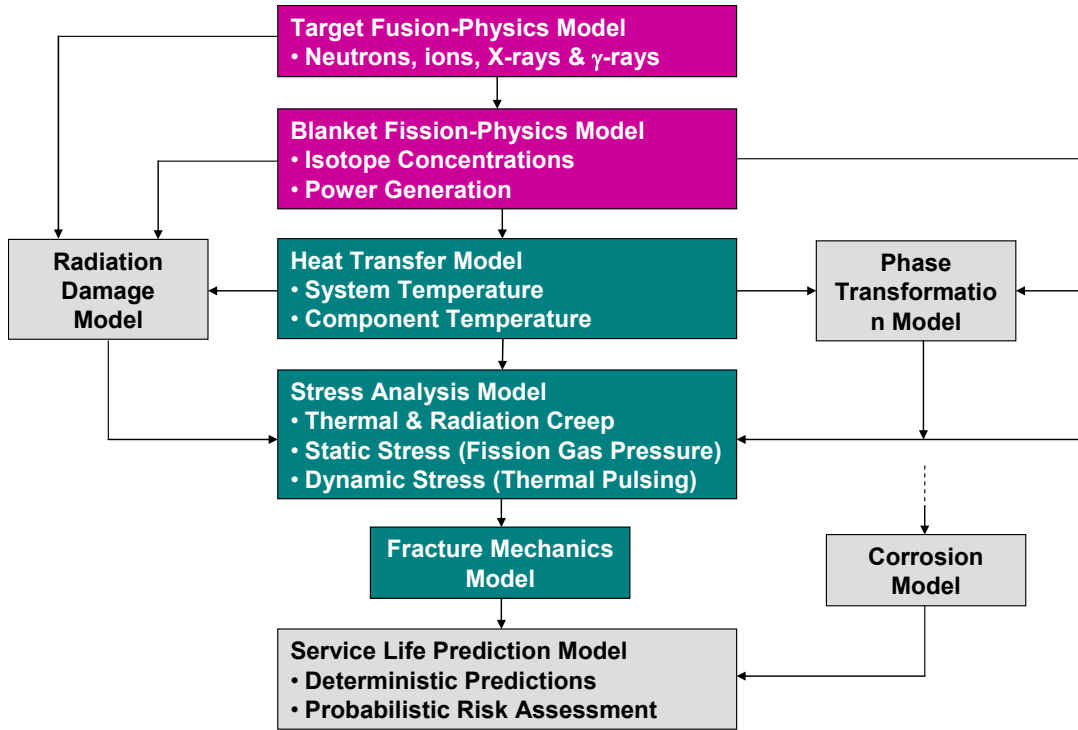 Target Fusion-Physics Model
• Neutrons, ions, X-rays & γ-rays
Blanket Fission-Physics Model
• Isotope Concentrations
• Power Generation
Radiation
Damage
Model
Heat Transfer Model
• System Temperature
• Component Temperature
Phase
Transformatio
n Model
Stress Analysis Model
• Thermal & Radiation Creep
• Static Stress (Fission Gas Pressure)
• Dynamic Stress (Thermal Pulsing)
Fracture Mechanics
Model
Corrosion
Model
Service Life Prediction Model
• Deterministic Predictions
• Probabilistic Risk Assessment